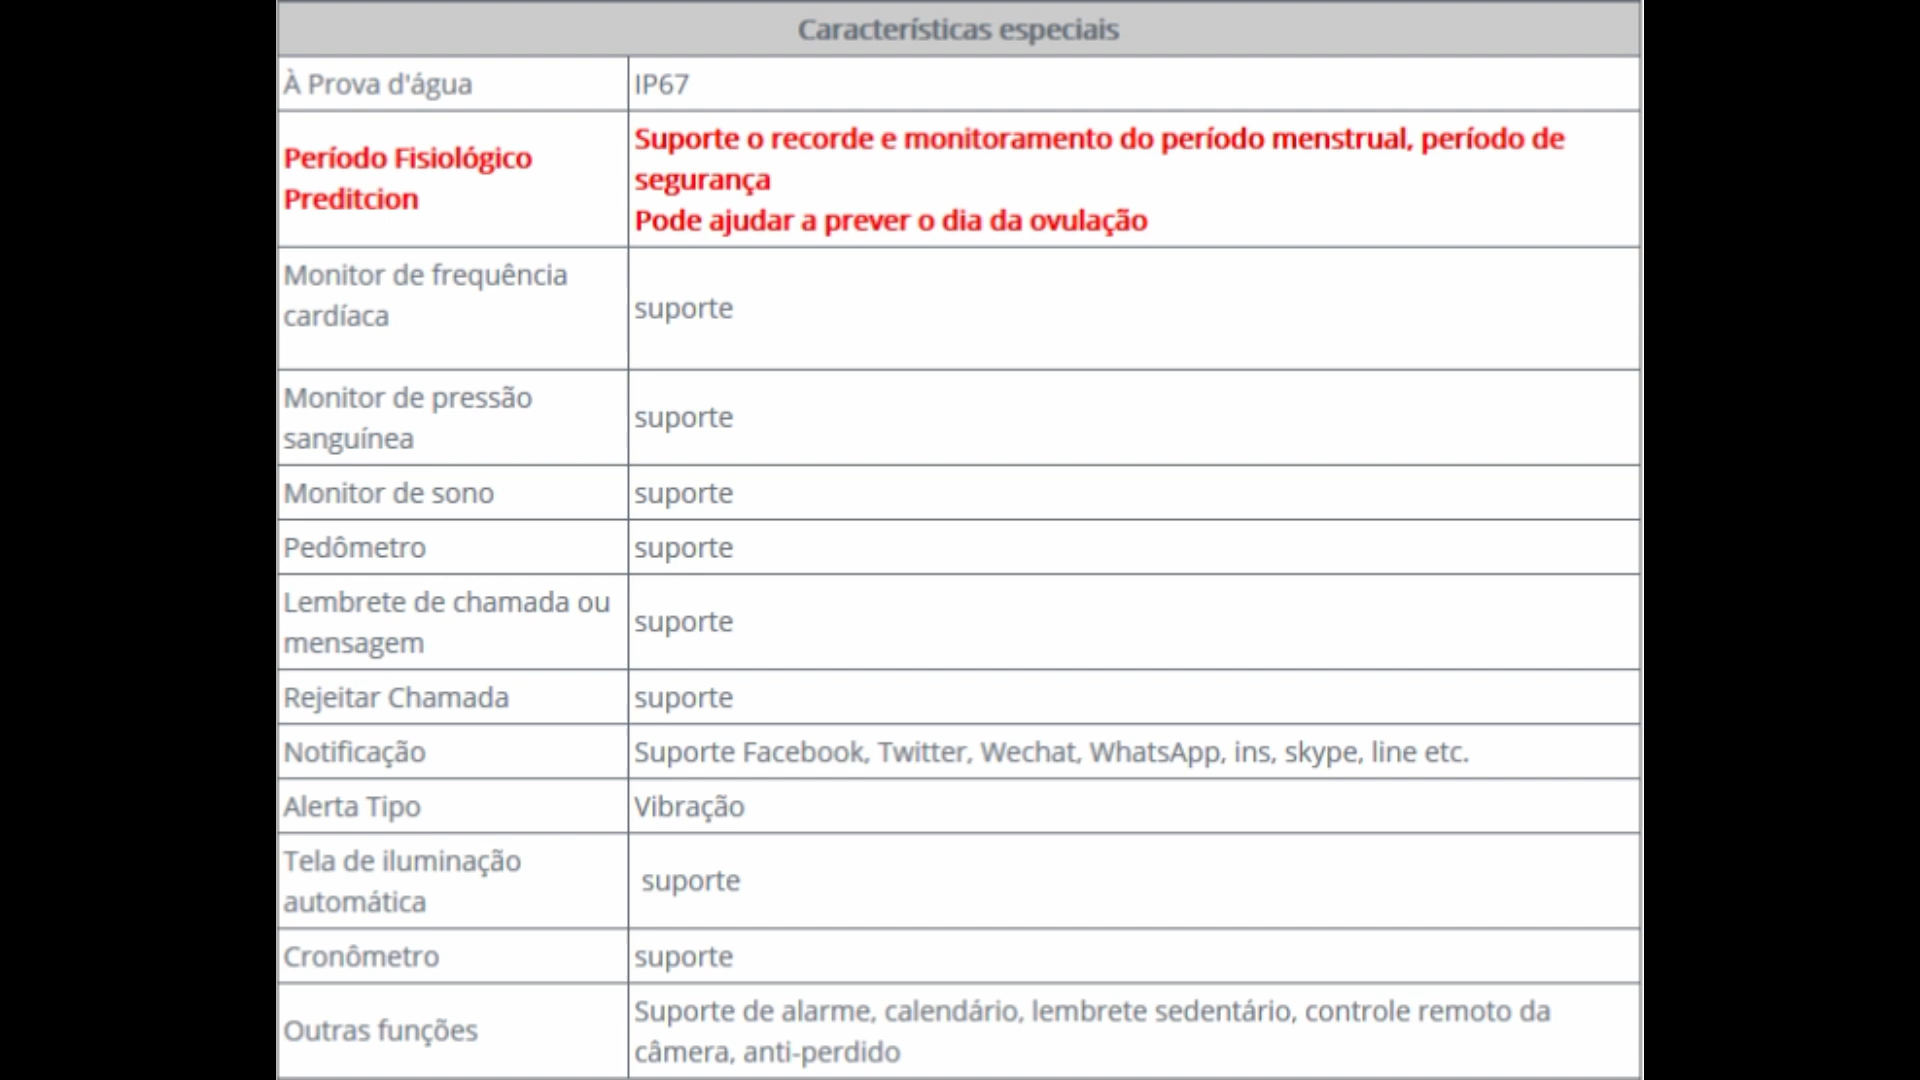 Características especiais
À Prova d'água
IP67
Período Fisiológico
Preditcion
Suporte o recorde e monitoramento do período menstrual, período de
segurança
Pode ajudar a prever o dia da ovulação
Monitor de frequência
cardíaca
suporte
Monitor de pressão
sanguínea
suporte
Monitor de sono
suporte
Pedômetro
suporte
Lembrete de chamada ou
mensagem
suporte
Rejeitar Chamada
suporte
Notificação
Suporte Facebook, Twitter, Wechat, WhatsApp, ins, skype, line etc.
Alerta Tipo
Vibração
Tela de iluminação
automática
suporte
Cronômetro
suporte
Outras funções
Suporte de alarme, calendário, lembrete sedentário, controle remoto da
câmera, anti-perdido